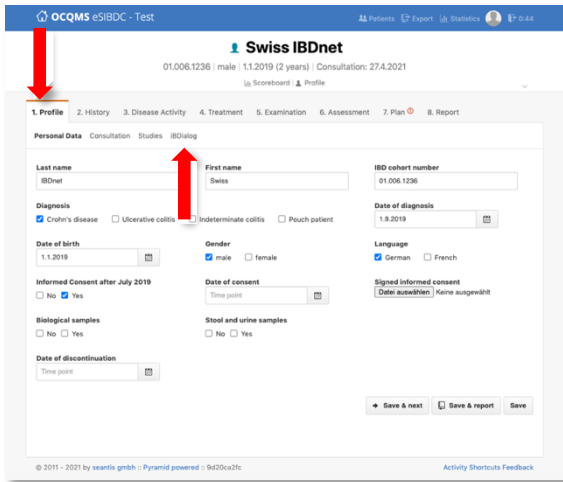 OCQMS eSIBDC - Test Patients Export Statistics 0:44
Swiss IBDnet
01.006.1236 | male | 1.1.2019 (2 years) | Consultation: 27.4.2021
Scoreboard | Profile
1. Profile 2. History 3. Disease Activity 4. Treatment 5. Examination 6. Assessment 7. Plan 8. Report
Personal Data Consultation Studies IBDialog
Last name First name IBD cohort number
IBDnet Swiss 01.006.1236
Diagnosis Date of diagnosis
Crohn's disease Ulcerative colitis Indeterminate colitis Pouch patient 1.9.2019
Date of birth Gender Language
1.1.2019 male female German French
Informed Consent after July 2019 Date of consent Signed informed consent
No Yes Time point Datei auswählen Keine ausgewählt
Biological samples Stool and urine samples
No Yes No Yes
Date of discontinuation
Time point
Save & next Save & report Save
© 2011 - 2021 by seantis gmbh :: Pyramid powered :: 9d20ca2fc Activity Shortcuts Feedback